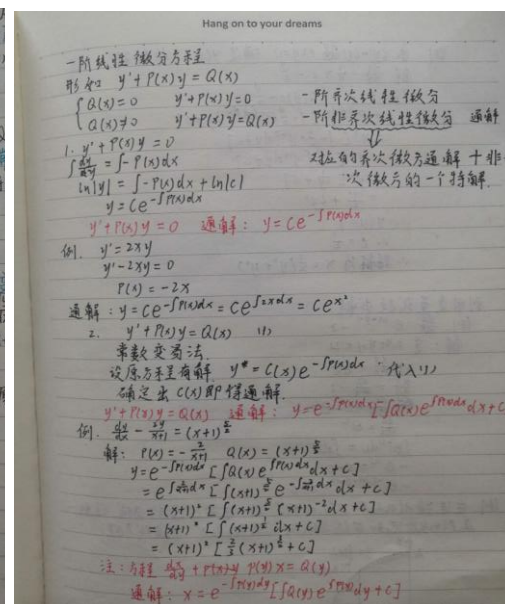 Hang on to your dreams
一阶线性微分方程
形如 y'+P(x)y=Q(x)
{Q(x)=0 y'+P(x)y=0 一阶齐次线性微分
Q(x)≠0 y'+P(x)y=Q(x) 一阶非齐次线性微分 通解
1. y'+P(x)y=0
对应的齐次微方通解+非
∫dy/y=∫-P(x)dx
次微方的一个特解.
ln|y|=∫-P(x)dx+ln|c|
y=Ce^{-∫P(x)dx}
y'+P(x)y=0 通解: y=Ce^{-∫P(x)dx}
例. y'=2xy
y'-2xy=0
P(x)=-2x
通解: y=Ce^{-∫P(x)dx}=Ce^{∫2xdx}=Ce^{x²}
2. y'+P(x)y=Q(x) (1)
常数变易法.
设原方程有解 y*=C(x)e^{-∫P(x)dx} 代入(1)
确定出C(x)即得通解.
y'+P(x)y=Q(x) 通解: y=e^{-∫P(x)dx}[∫Q(x)e^{∫P(x)dx}dx+C
例. dy/dx-2y/(x+1)=(x+1)^{5/2}
解: P(x)=-2/(x+1) Q(x)=(x+1)^{5/2}
y=e^{-∫P(x)dx}[∫Q(x)e^{∫P(x)dx}dx+C]
=e^{∫2/(x+1)dx}[∫(x+1)^{5/2}e^{-∫2/(x+1)dx}dx+C]
=(x+1)²[∫(x+1)^{5/2}(x+1)^{-2}dx+C]
=(x+1)²[∫(x+1)^{1/2}dx+C]
=(x+1)²[2/3(x+1)^{3/2}+C]
注: 方程 dx/dy+P(y)x=Q(y)
通解: x=e^{-∫P(y)dy}[∫Q(y)e^{∫P(y)dy}dy+C]